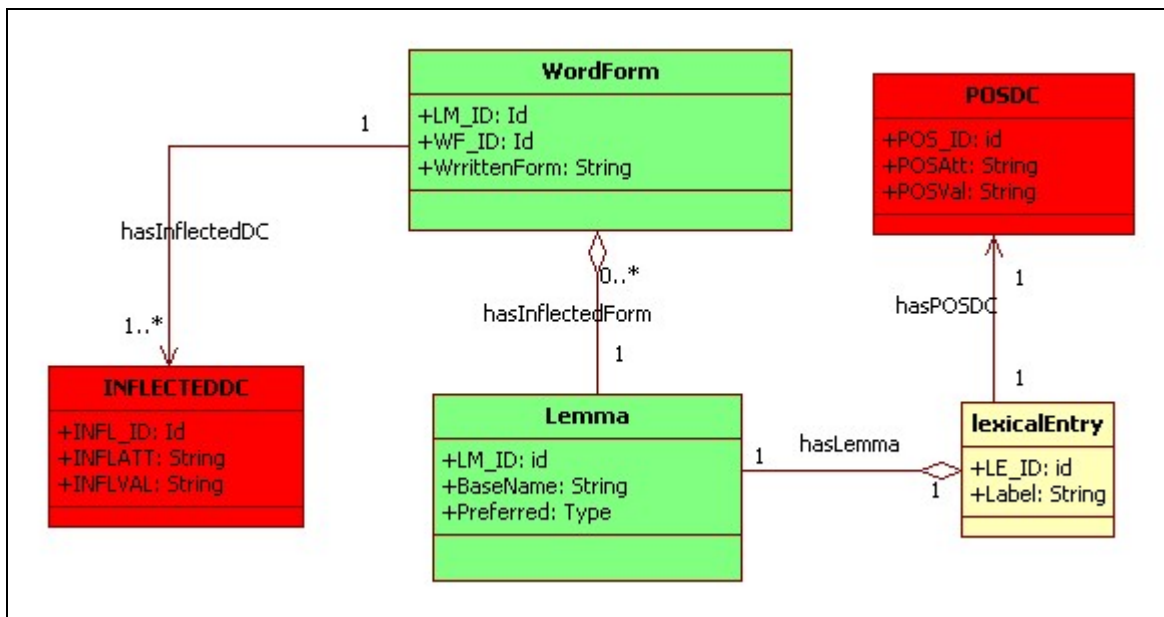 WordForm
+LM_ID: Id
+WF_ID: Id
+WrrittenForm: String
POSDC
+POS_ID: id
+POSAtt: String
+POSVal: String
1
hasInflectedDC
1..*
0..*
hasInflectedForm
1
1
hasPOSDC
1
INFLECTEDDC
+INFL_ID: Id
+INFLATT: String
+INFLVAL: String
Lemma
+LM_ID: id
+BaseName: String
+Preferred: Type
1
hasLemma
1
lexicalEntry
+LE_ID: id
+Label: String